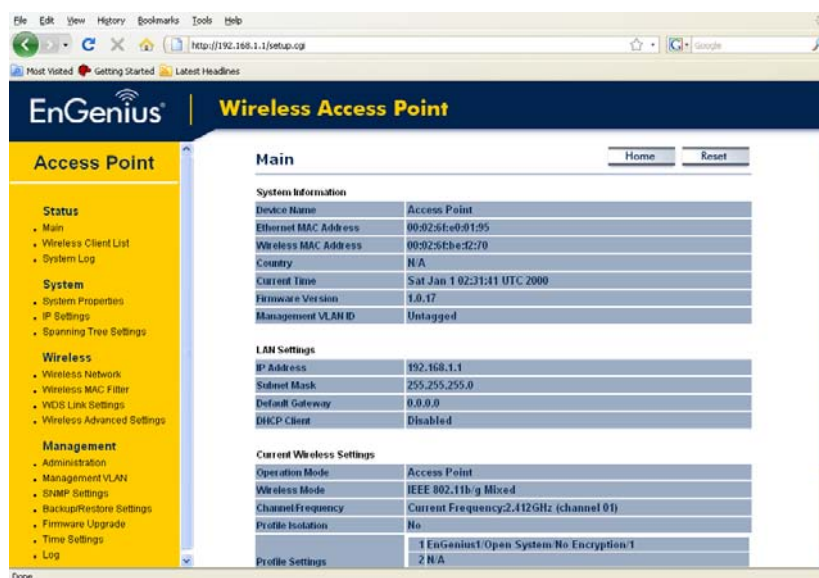 File Edit View History Bookmarks Tools Help
http://192.168.1.1/setup.cgi
Google
Most Visited Getting Started Latest Headlines
EnGenius® Wireless Access Point
Access Point
Status
Main
Wireless Client List
System Log
System
System Properties
IP Settings
Spanning Tree Settings
Wireless
Wireless Network
Wireless MAC Filter
WDS Link Settings
Wireless Advanced Settings
Management
Administration
Management VLAN
SNMP Settings
Backup/Restore Settings
Firmware Upgrade
Time Settings
Log
Main Home Reset
System Information
Device Name Access Point
Ethernet MAC Address 00:02:6f:e0:01:95
Wireless MAC Address 00:02:6f:be:f2:70
Country N/A
Current Time Sat Jan 1 02:31:41 UTC 2000
Firmware Version 1.0.17
Management VLAN ID Untagged
LAN Settings
IP Address 192.168.1.1
Subnet Mask 255.255.255.0
Default Gateway 0.0.0.0
DHCP Client Disabled
Current Wireless Settings
Operation Mode Access Point
Wireless Mode IEEE 802.11b/g Mixed
Channel/Frequency Current Frequency:2.412GHz (channel 01)
Profile Isolation No
Profile Settings
1 EnGenius1/Open System/No Encryption/1
2 N/A
Done